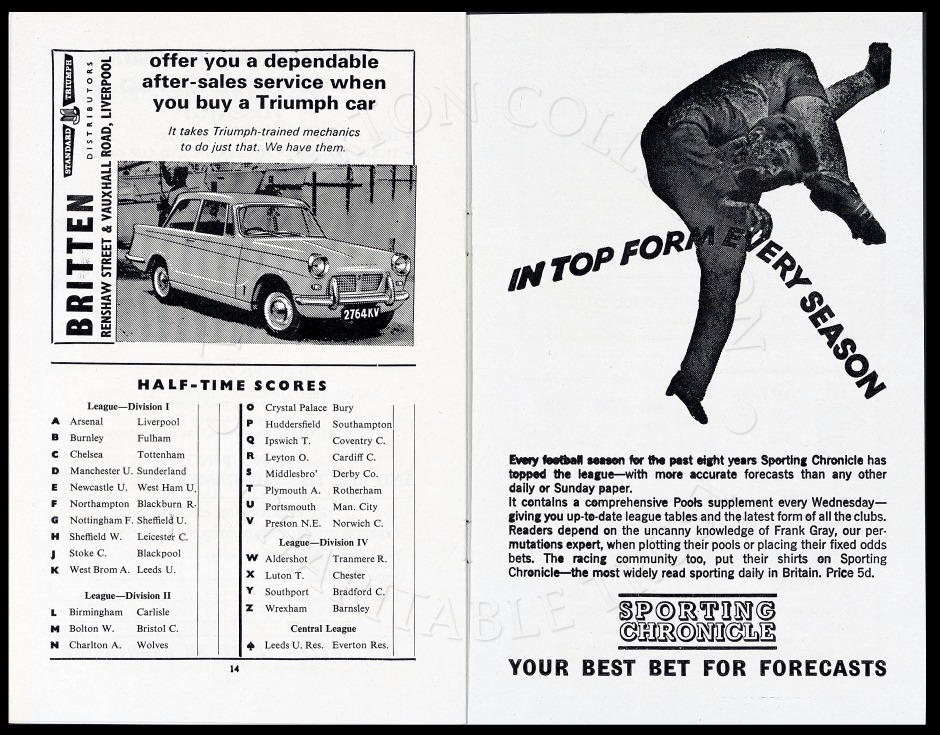 offer you a dependable
after-sales service when
you buy a Triumph car
It takes Triumph-trained mechanics
to do just that. We have them.
STANDARD TRIUMPH
DISTRIBUTORS
BRITTEN
RENSHAW STREET & VAUXHALL ROAD, LIVERPOOL
2764KV
HALF-TIME SCORES
League—Division I
A Arsenal Liverpool
B Burnley Fulham
C Chelsea Tottenham
D Manchester U. Sunderland
E Newcastle U. West Ham U.
F Northampton Blackburn R.
G Nottingham F. Sheffield U.
H Sheffield W. Leicester C.
J Stoke C. Blackpool
K West Brom A. Leeds U.
League—Division II
L Birmingham Carlisle
M Bolton W. Bristol C.
N Charlton A. Wolves
O Crystal Palace Bury
P Huddersfield Southampton
Q Ipswich T. Coventry C.
R Leyton O. Cardiff C.
S Middlesbro' Derby Co.
T Plymouth A. Rotherham
U Portsmouth Man. City
V Preston N.E. Norwich C.
League—Division IV
W Aldershot Tranmere R.
X Luton T. Chester
Y Southport Bradford C.
Z Wrexham Barnsley
Central League
♠ Leeds U. Res. Everton Res.
14
IN TOP FORM EVERY SEASON
Every football season for the past eight years Sporting Chronicle has
topped the league—with more accurate forecasts than any other
daily or Sunday paper.
It contains a comprehensive Pools supplement every Wednesday—
giving you up-to-date league tables and the latest form of all the clubs.
Readers depend on the uncanny knowledge of Frank Gray, our per-
mutations expert, when plotting their pools or placing their fixed odds
bets. The racing community too, put their shirts on Sporting
Chronicle—the most widely read sporting daily in Britain. Price 5d.
SPORTING
CHRONICLE
YOUR BEST BET FOR FORECASTS